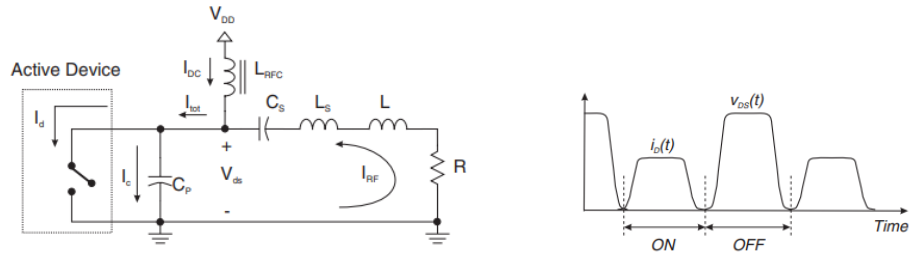 V_DD
Active Device
I_DC
L_RFC
I_tot
C_S
L_S
L
I_d
I_c
C_P
+
V_ds
-
I_RF
R
v_DS(t)
i_D(t)
ON
OFF
Time